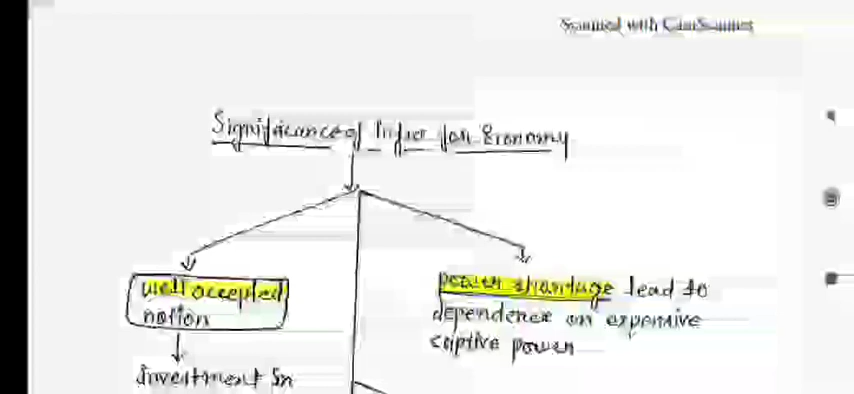 Scanned with CamScanner
Significance of Infra for Economy
well accepted
notion
Investment in
power shortage lead to
dependence on expensive
captive power